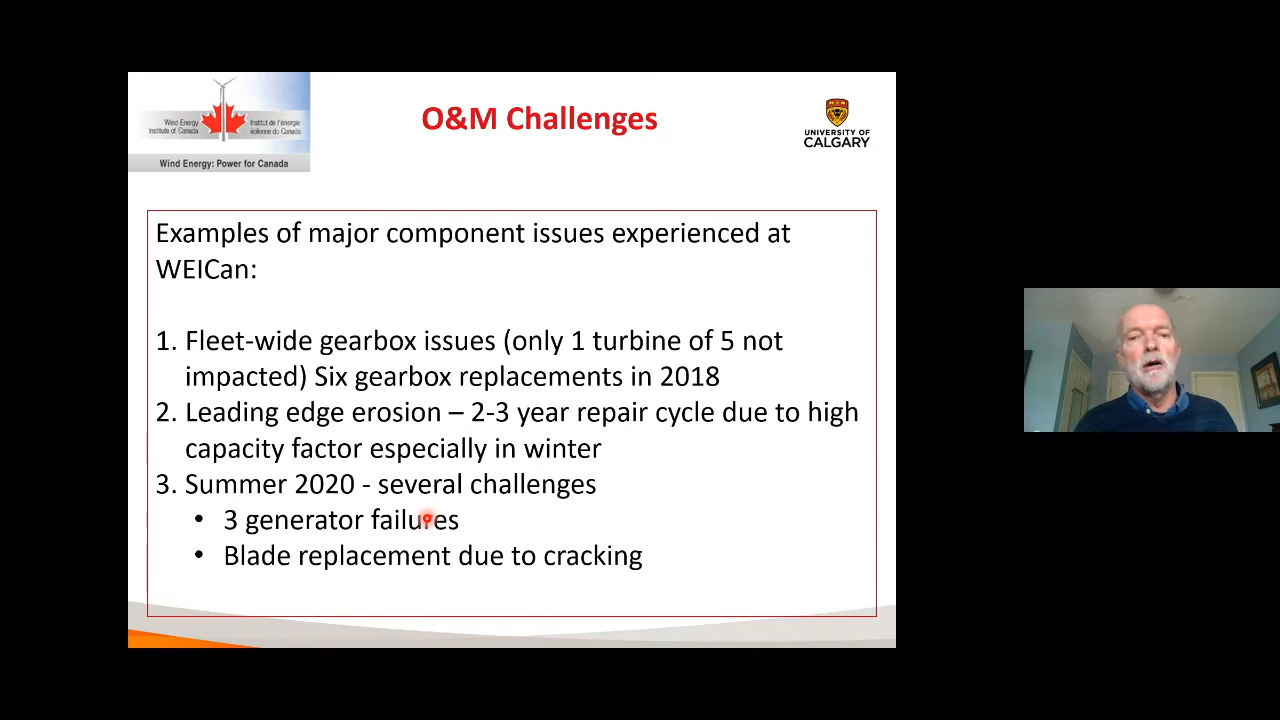 Wind Energy
Institute of Canada
Institut de l'énergie
éolienne du Canada
Wind Energy: Power for Canada
O&M Challenges
UNIVERSITY OF
CALGARY
Examples of major component issues experienced at
WEICan:
1. Fleet-wide gearbox issues (only 1 turbine of 5 not
impacted) Six gearbox replacements in 2018
2. Leading edge erosion – 2-3 year repair cycle due to high
capacity factor especially in winter
3. Summer 2020 - several challenges
• 3 generator failures
• Blade replacement due to cracking